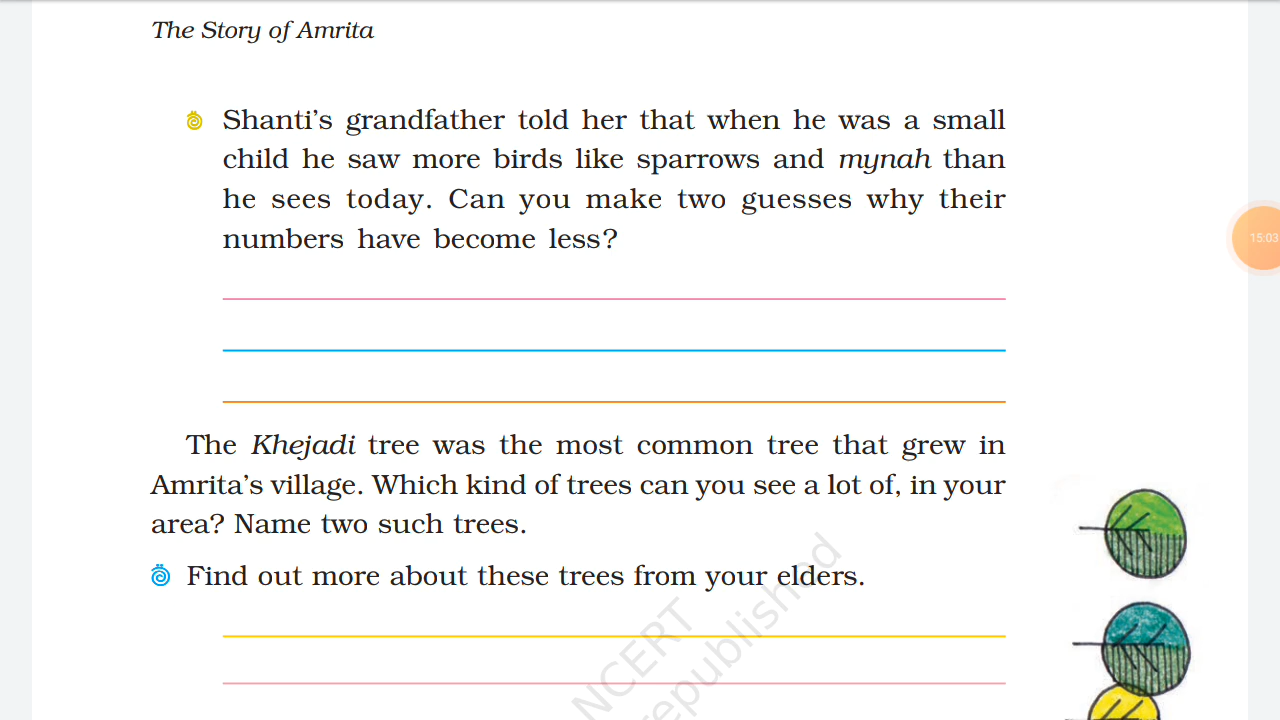 The Story of Amrita
Shanti's grandfather told her that when he was a small
child he saw more birds like sparrows and mynah than
he sees today. Can you make two guesses why their
numbers have become less?
15:03
The Khejadi tree was the most common tree that grew in
Amrita's village. Which kind of trees can you see a lot of, in your
area? Name two such trees.
Find out more about these trees from your elders.
NCERT
republished